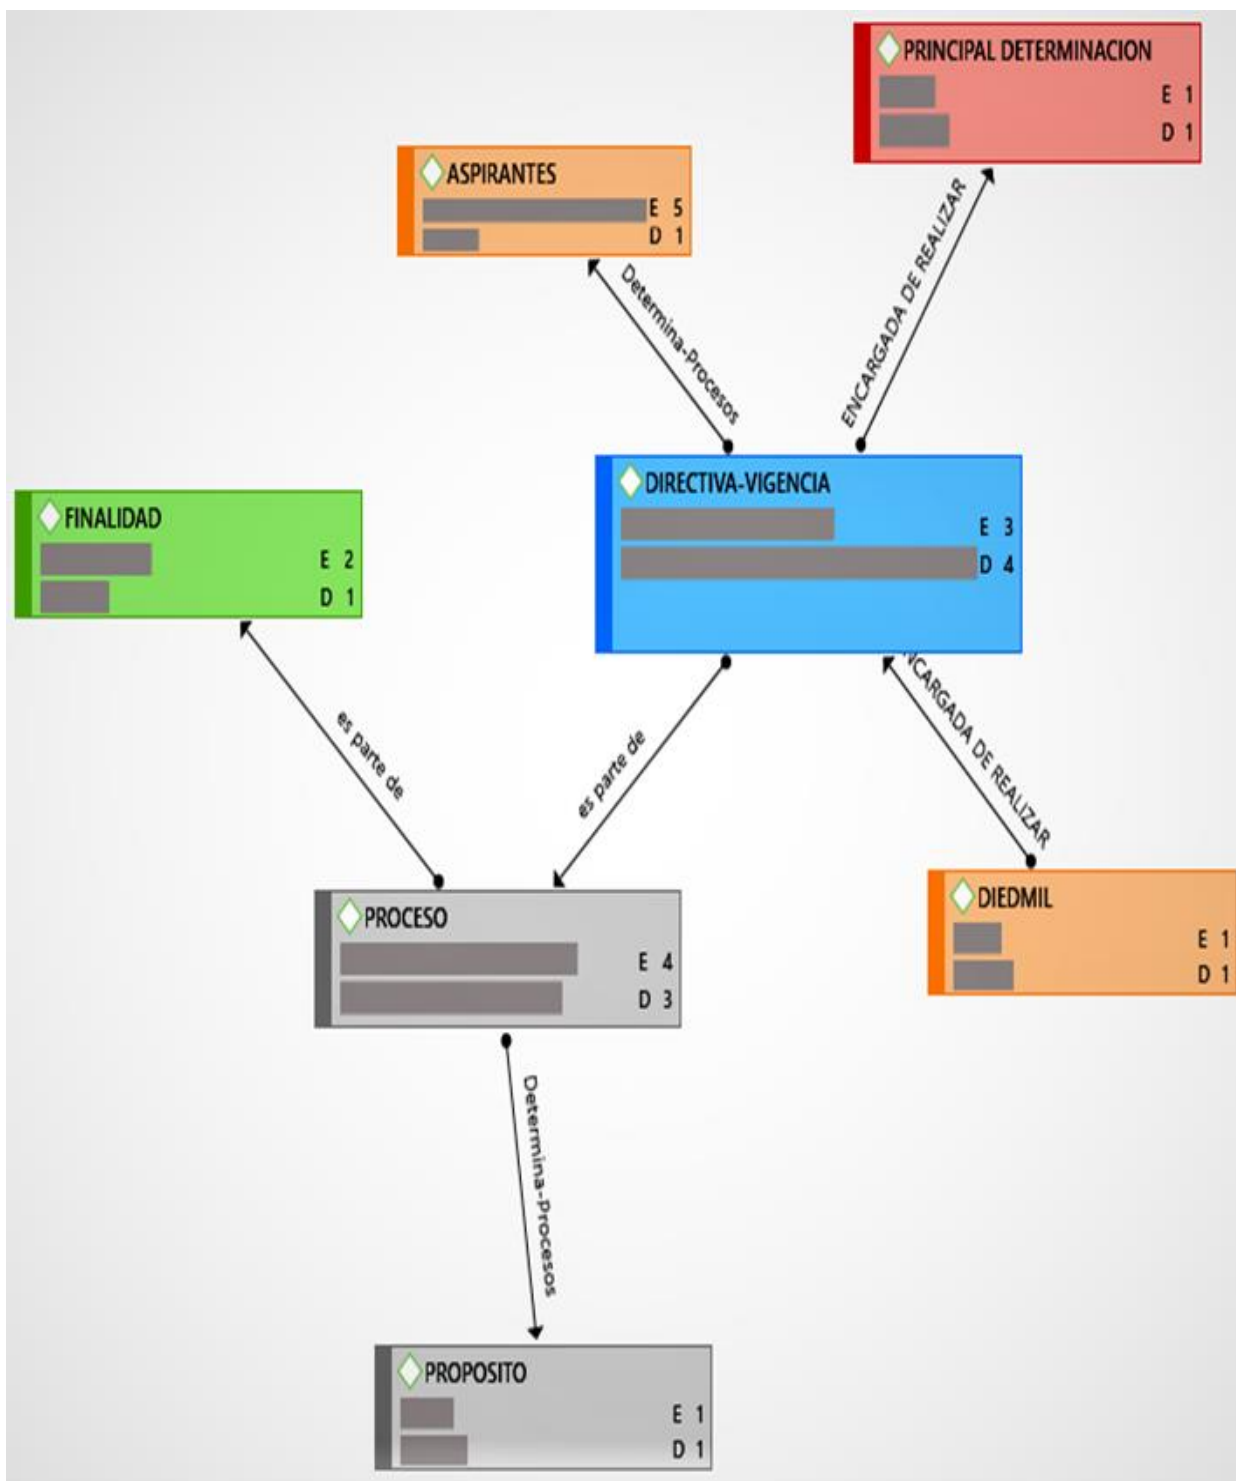 PRINCIPAL DETERMINACION
E 1
D 1
ASPIRANTES
E 5
D 1
Determina-Procesos
ENCARGADA DE REALIZAR
DIRECTIVA-VIGENCIA
E 3
D 4
FINALIDAD
E 2
D 1
es parte de
es parte de
NCARGADA DE REALIZAR
PROCESO
E 4
D 3
DIEDMIL
E 1
D 1
Determina-Procesos
PROPOSITO
E 1
D 1